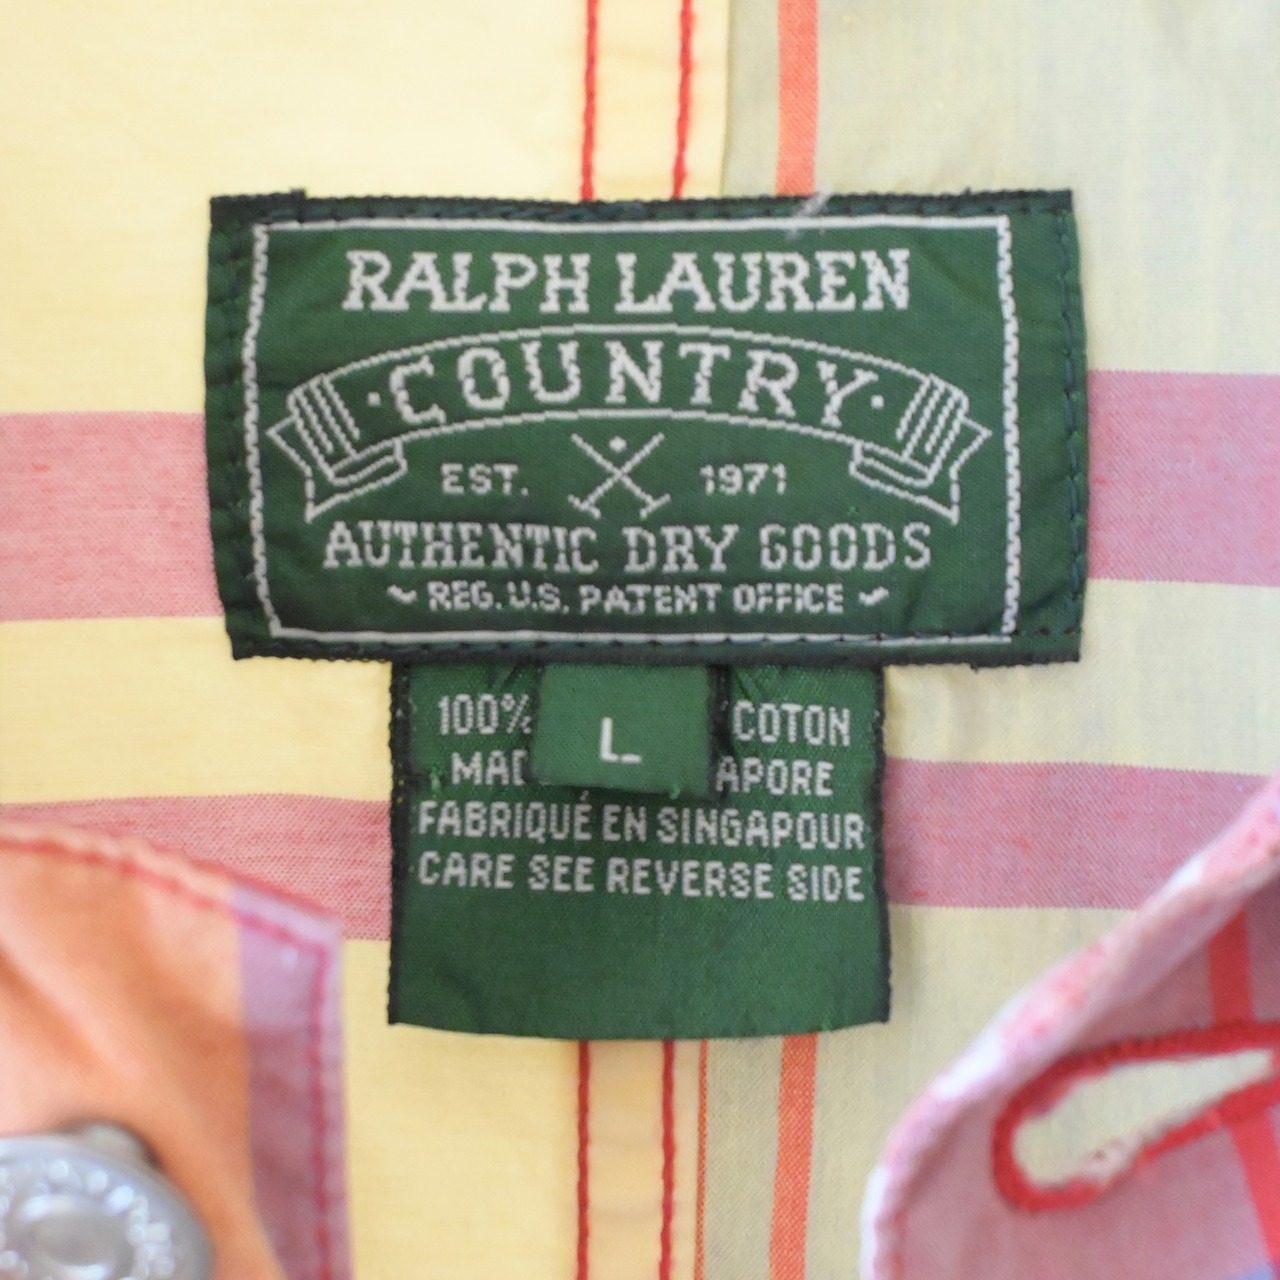 RALPH LAUREN
·COUNTRY·
EST. 1971
AUTHENTIC DRY GOODS
~ REG. U.S. PATENT OFFICE ~
100% COTON
L
FABRIQUÉ EN SINGAPOUR
CARE SEE REVERSE SIDE